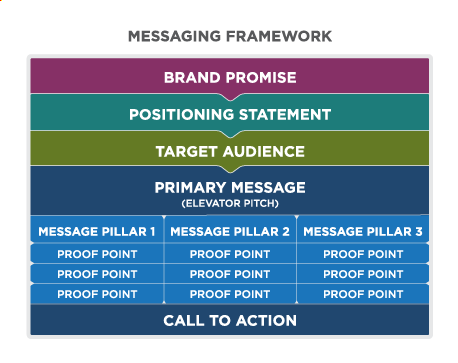 MESSAGING FRAMEWORK
BRAND PROMISE
POSITIONING STATEMENT
TARGET AUDIENCE
PRIMARY MESSAGE
(ELEVATOR PITCH)
MESSAGE PILLAR 1 MESSAGE PILLAR 2 MESSAGE PILLAR 3
PROOF POINT PROOF POINT PROOF POINT
PROOF POINT PROOF POINT PROOF POINT
PROOF POINT PROOF POINT PROOF POINT
CALL TO ACTION